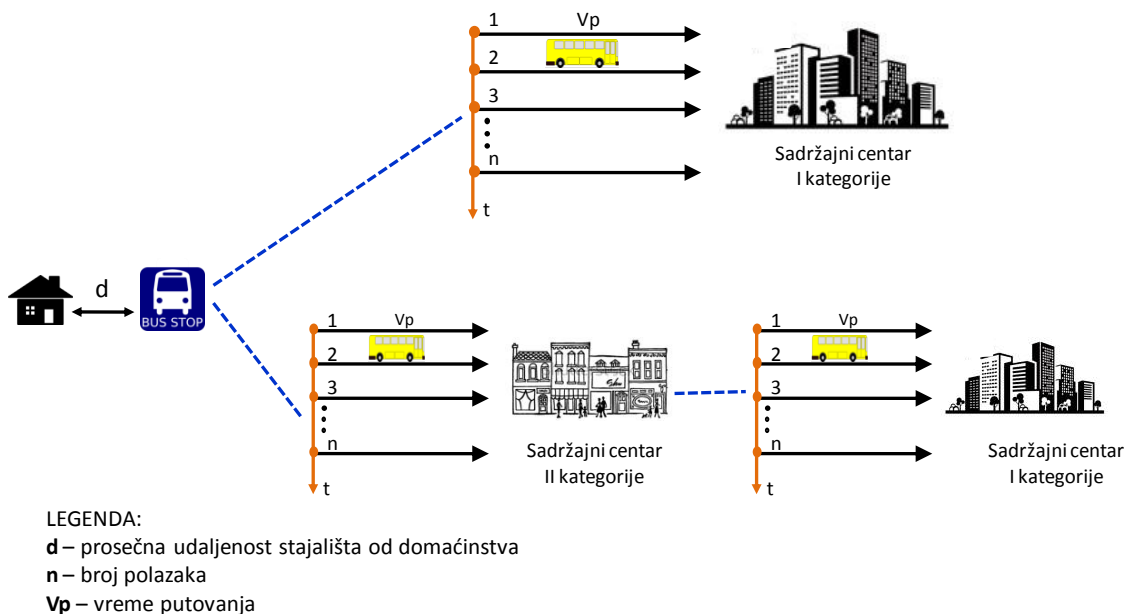 1
Vp
2
3
n
t
Sadržajni centar
I kategorije
d
BUS STOP
1
Vp
2
3
n
t
Sadržajni centar
II kategorije
1
Vp
2
3
n
t
Sadržajni centar
I kategorije
LEGENDA:
d – prosečna udaljenost stajališta od domaćinstva
n – broj polazaka
Vp – vreme putovanja